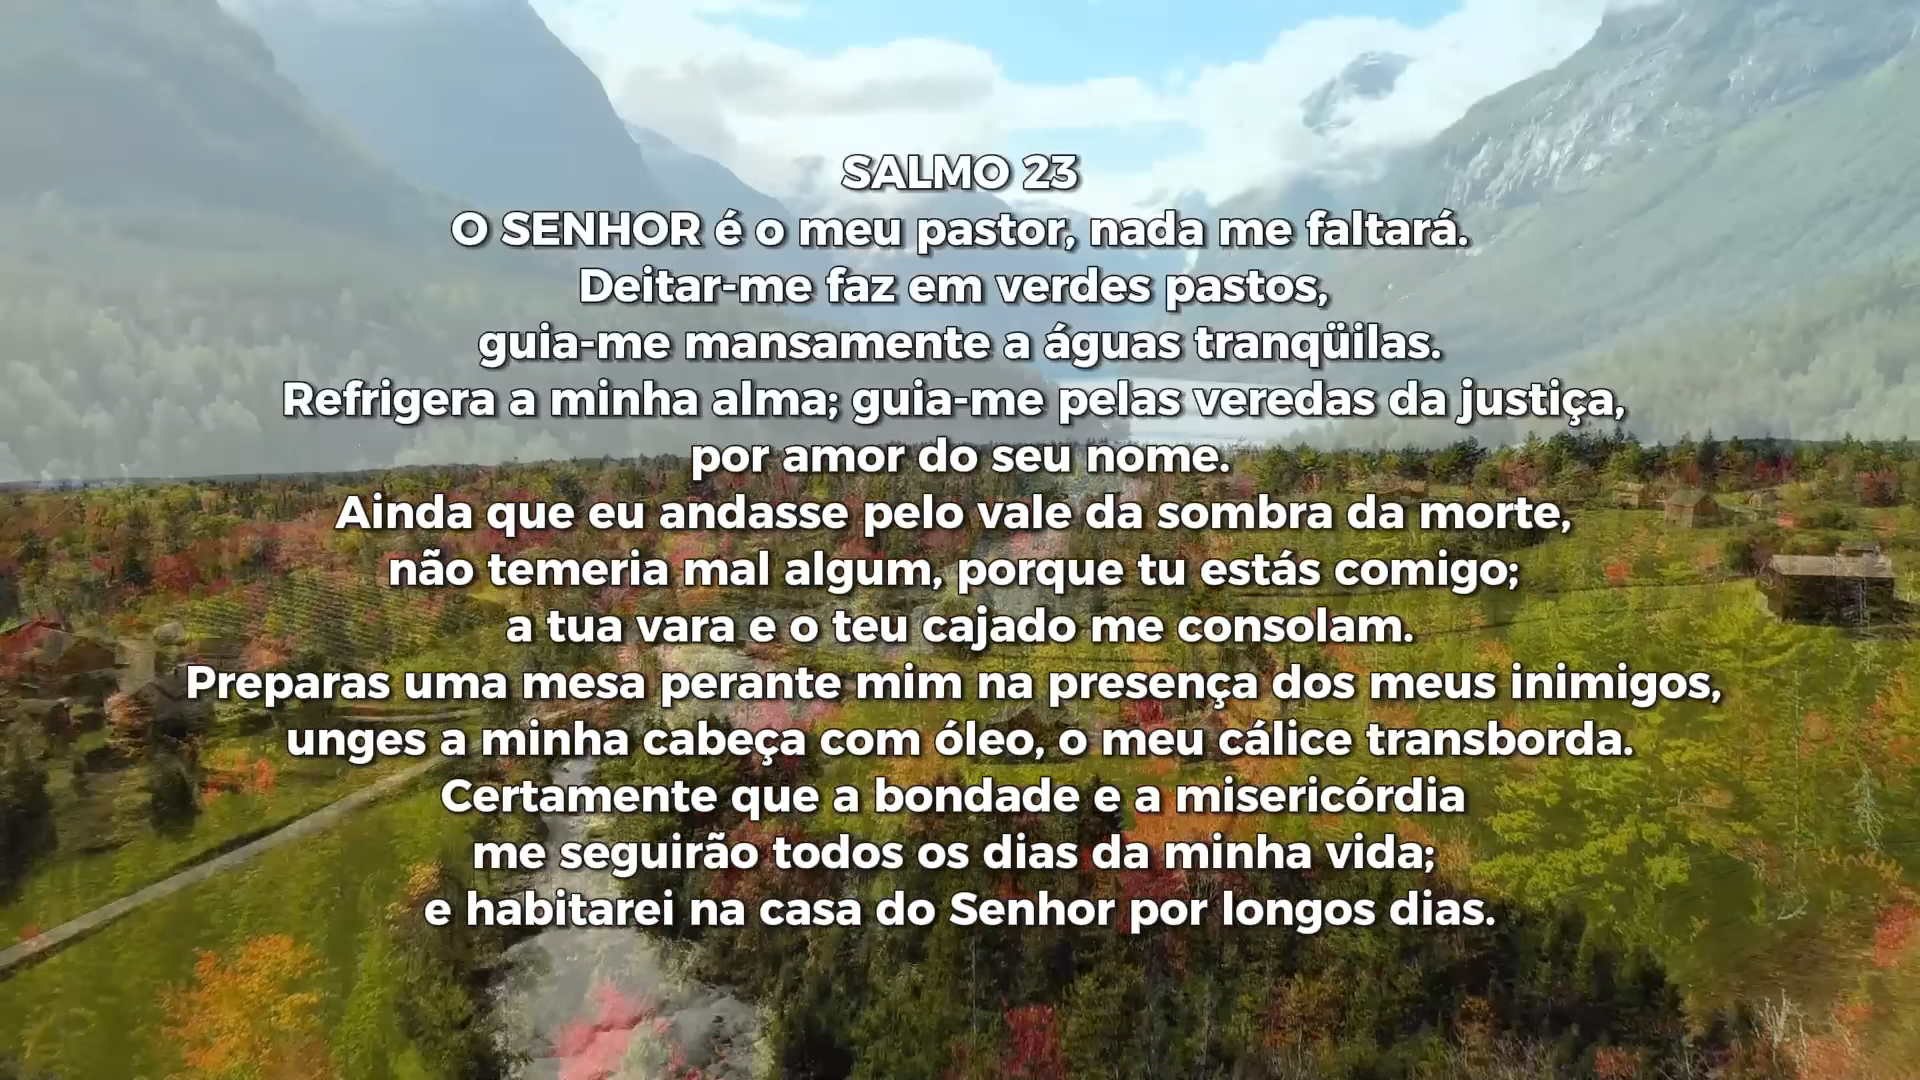 SALMO 23
O SENHOR é o meu pastor, nada me faltará.
Deitar-me faz em verdes pastos,
guia-me mansamente a águas tranqüilas.
Refrigera a minha alma; guia-me pelas veredas da justiça,
por amor do seu nome.
Ainda que eu andasse pelo vale da sombra da morte,
não temeria mal algum, porque tu estás comigo;
a tua vara e o teu cajado me consolam.
Preparas uma mesa perante mim na presença dos meus inimigos,
unges a minha cabeça com óleo, o meu cálice transborda.
Certamente que a bondade e a misericórdia
me seguirão todos os dias da minha vida;
e habitarei na casa do Senhor por longos dias.